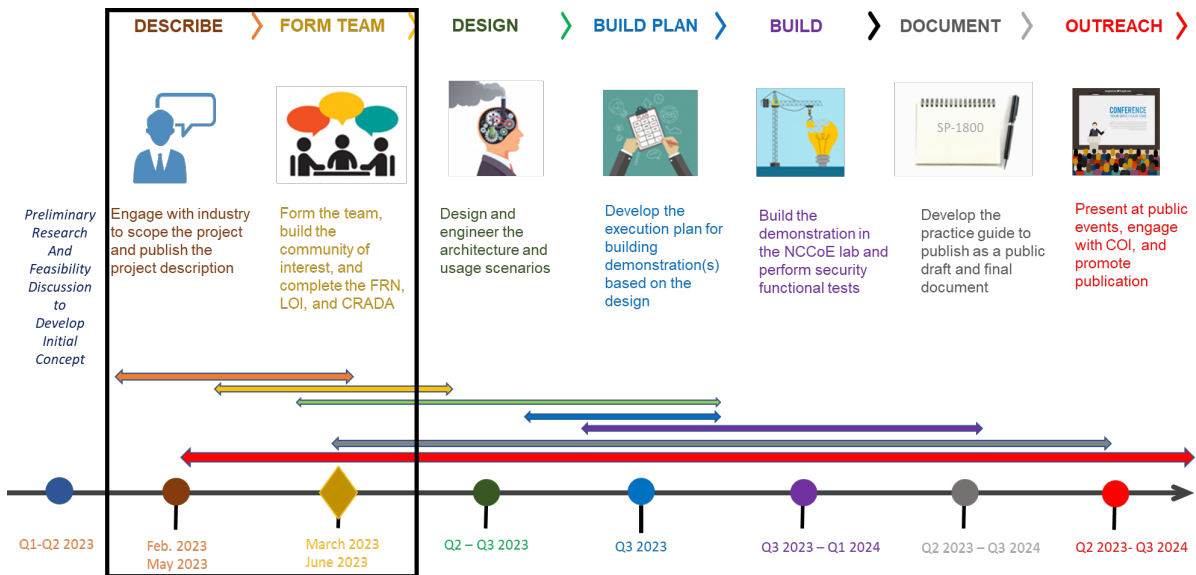 DESCRIBE
FORM TEAM
DESIGN
BUILD PLAN
BUILD
DOCUMENT
OUTREACH
SP-1800
CONFERENCE
Preliminary
Research
And
Feasibility
Discussion
to
Develop
Initial
Concept
Engage with industry
to scope the project
and publish the
project description
Form the team,
build the
community of
interest, and
complete the FRN,
LOI, and CRADA
Design and
engineer the
architecture and
usage scenarios
Develop the
execution plan for
building
demonstration(s)
based on the
design
Build the
demonstration in
the NCCoE lab and
perform security
functional tests
Develop the
practice guide to
publish as a public
draft and final
document
Present at public
events, engage
with COI, and
promote
publication
Q1-Q2 2023
Feb. 2023
May 2023
March 2023
June 2023
Q2 – Q3 2023
Q3 2023
Q3 2023 – Q1 2024
Q2 2023 – Q3 2024
Q2 2023- Q3 2024